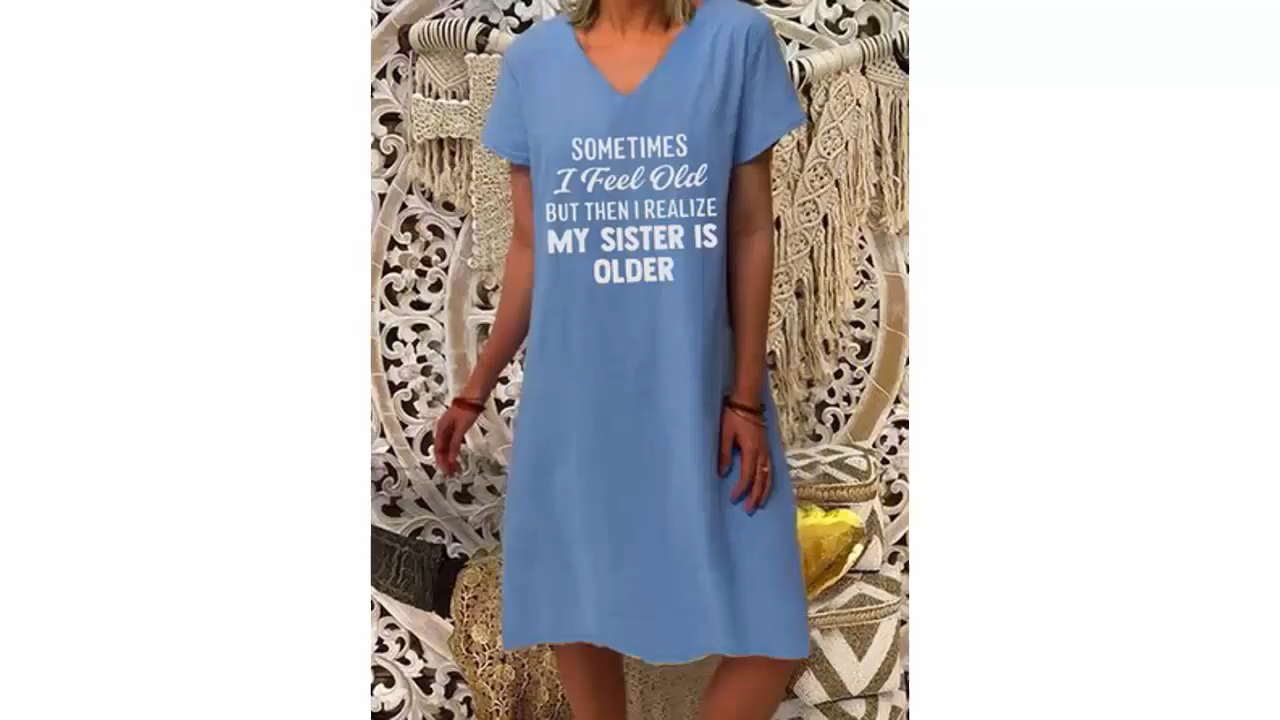 SOMETIMES
I Feel Old
BUT THEN I REALIZE
MY SISTER IS
OLDER